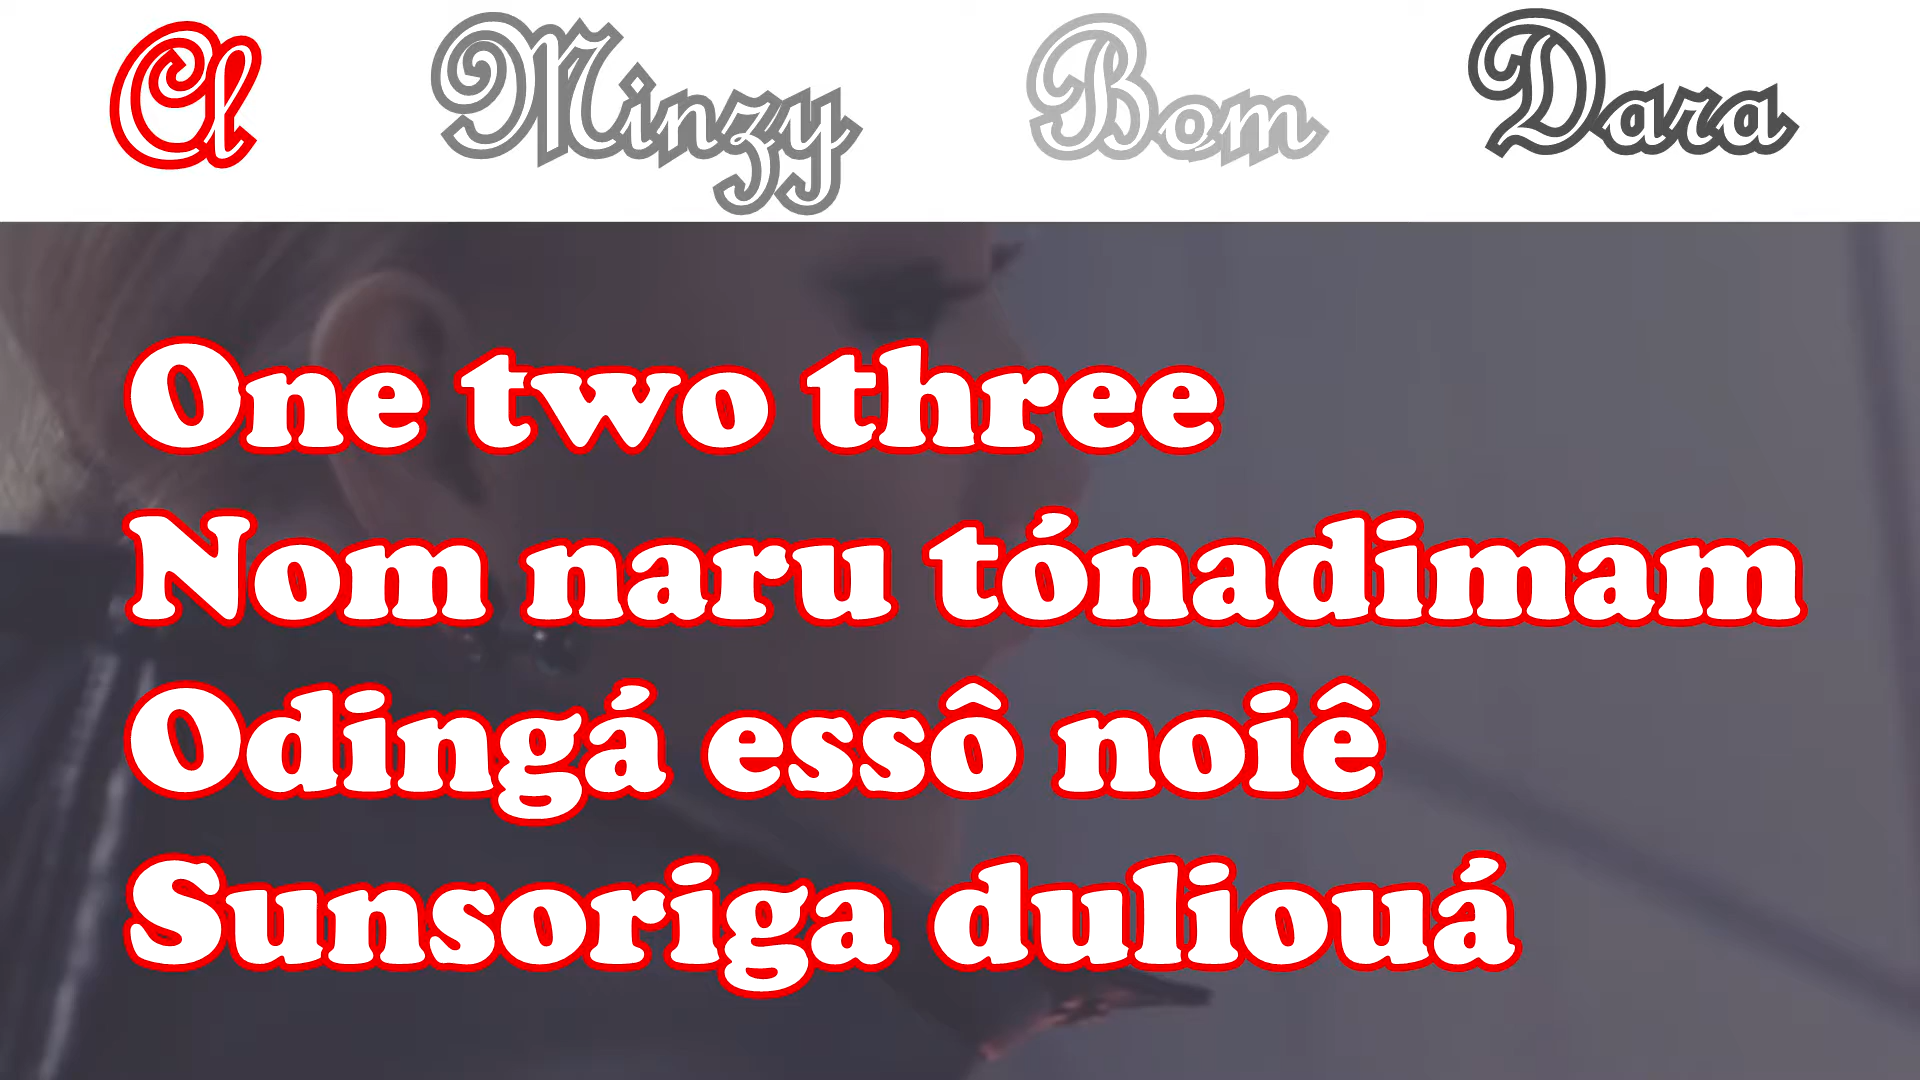 Cl Minzy Bom Dara
One two three
Nom naru tónadimam
Odingá essô noiê
Sunsoriga duliouá